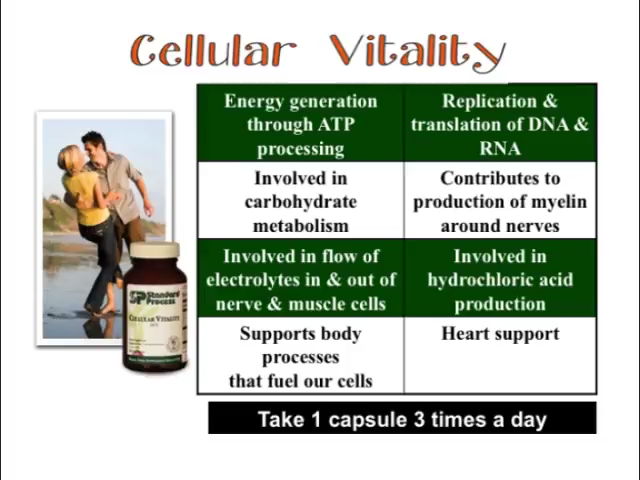 Cellular Vitality
Energy generation
through ATP
processing
Replication &
translation of DNA &
RNA
Involved in
carbohydrate
metabolism
Contributes to
production of myelin
around nerves
Involved in flow of
electrolytes in & out of
nerve & muscle cells
Involved in
hydrochloric acid
production
Supports body
processes
that fuel our cells
Heart support
SP Standard
Process
Cellular Vitality
Take 1 capsule 3 times a day